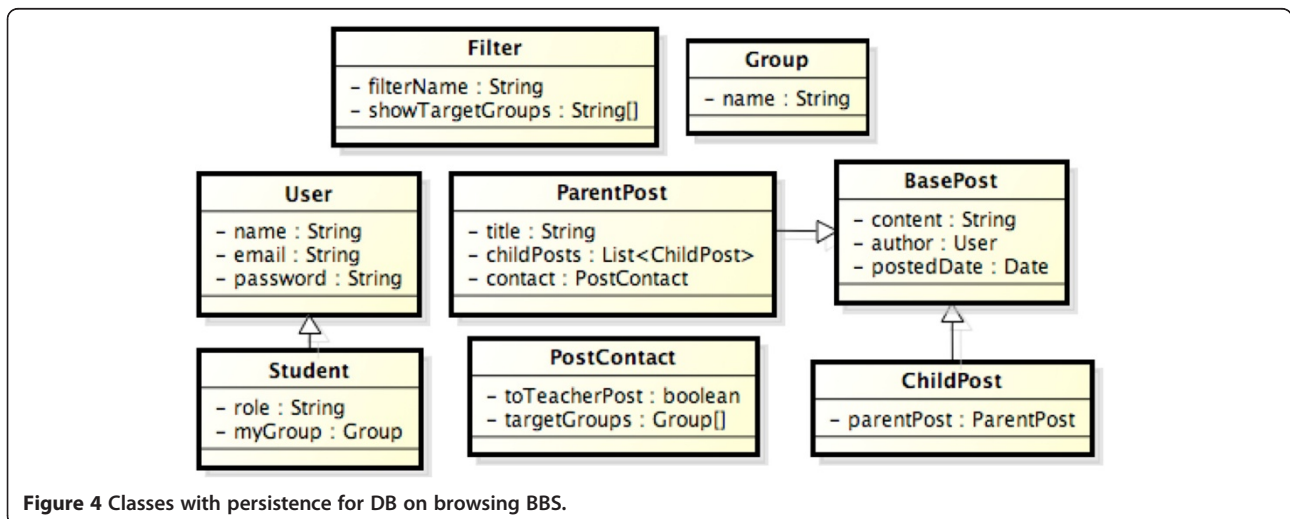 Filter
- filterName : String
- showTargetGroups : String[]
Group
- name : String
User
- name : String
- email : String
- password : String
ParentPost
- title : String
- childPosts : List<ChildPost>
- contact : PostContact
BasePost
- content : String
- author : User
- postedDate : Date
Student
- role : String
- myGroup : Group
PostContact
- toTeacherPost : boolean
- targetGroups : Group[]
ChildPost
- parentPost : ParentPost
Figure 4 Classes with persistence for DB on browsing BBS.